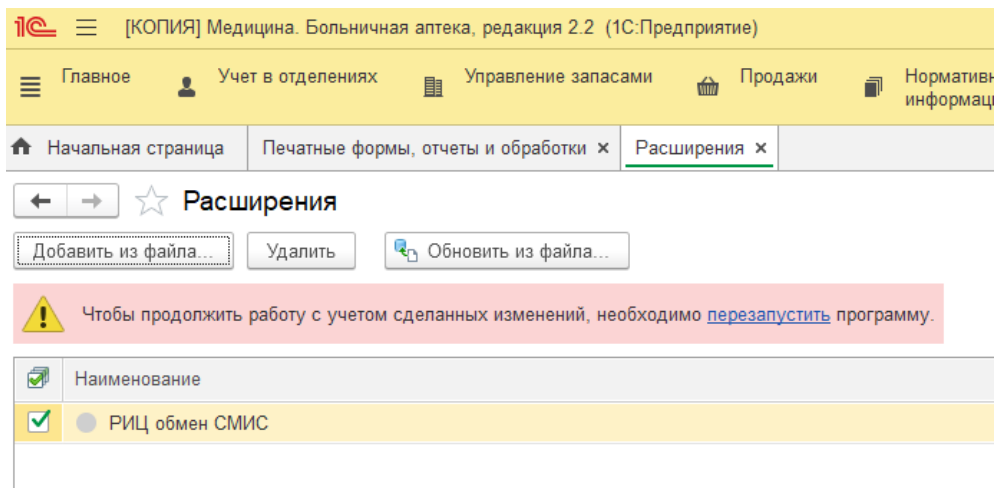 1С [КОПИЯ] Медицина. Больничная аптека, редакция 2.2 (1С:Предприятие)
Главное Учет в отделениях Управление запасами Продажи Нормативн
информаци
Начальная страница Печатные формы, отчеты и обработки × Расширения ×
Расширения
Добавить из файла... Удалить Обновить из файла...
Чтобы продолжить работу с учетом сделанных изменений, необходимо перезапустить программу.
Наименование
РИЦ обмен СМИС